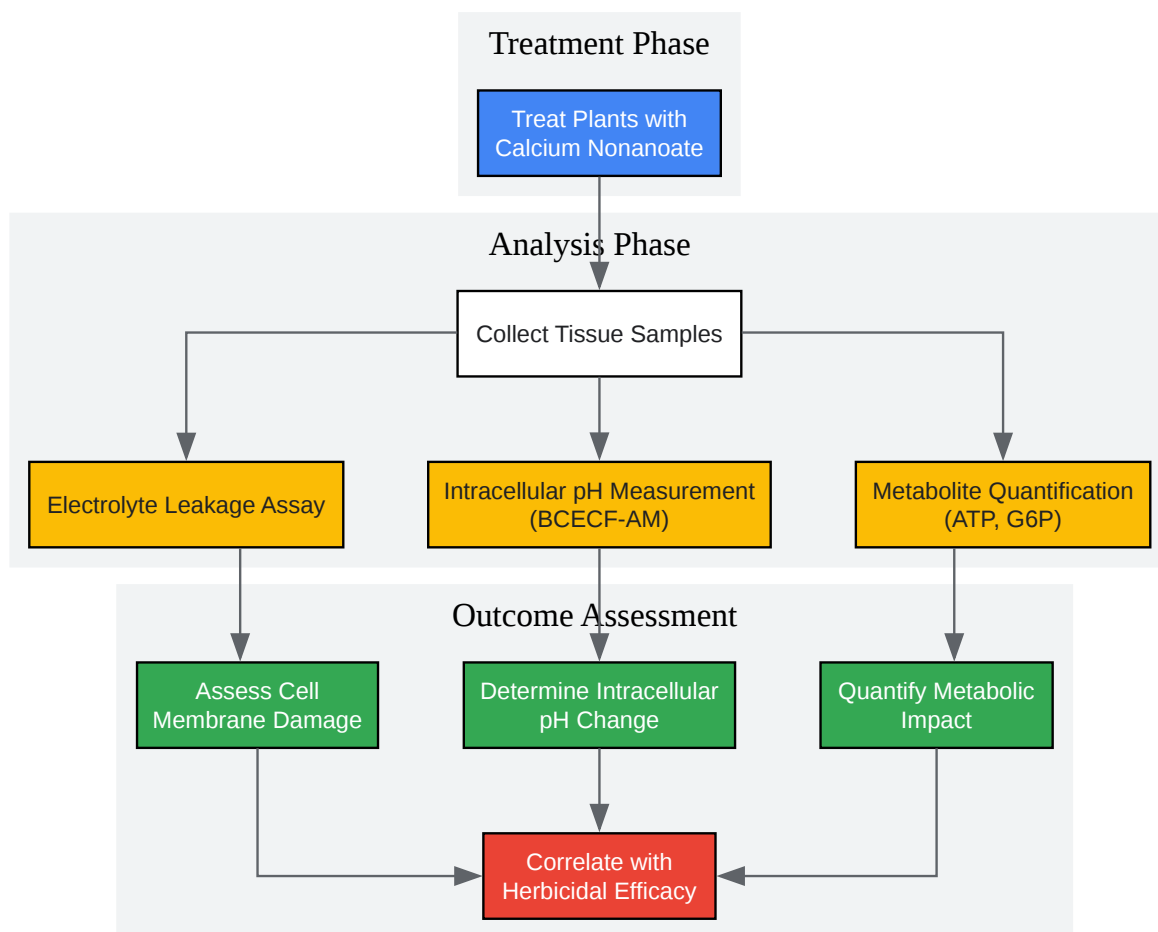 Treatment Phase
Treat Plants with
Calcium Nonanoate
Analysis Phase
Collect Tissue Samples
Electrolyte Leakage Assay
Intracellular pH Measurement
(BCECF-AM)
Metabolite Quantification
(ATP, G6P)
Outcome Assessment
Assess Cell
Membrane Damage
Determine Intracellular
pH Change
Quantify Metabolic
Impact
Correlate with
Herbicidal Efficacy